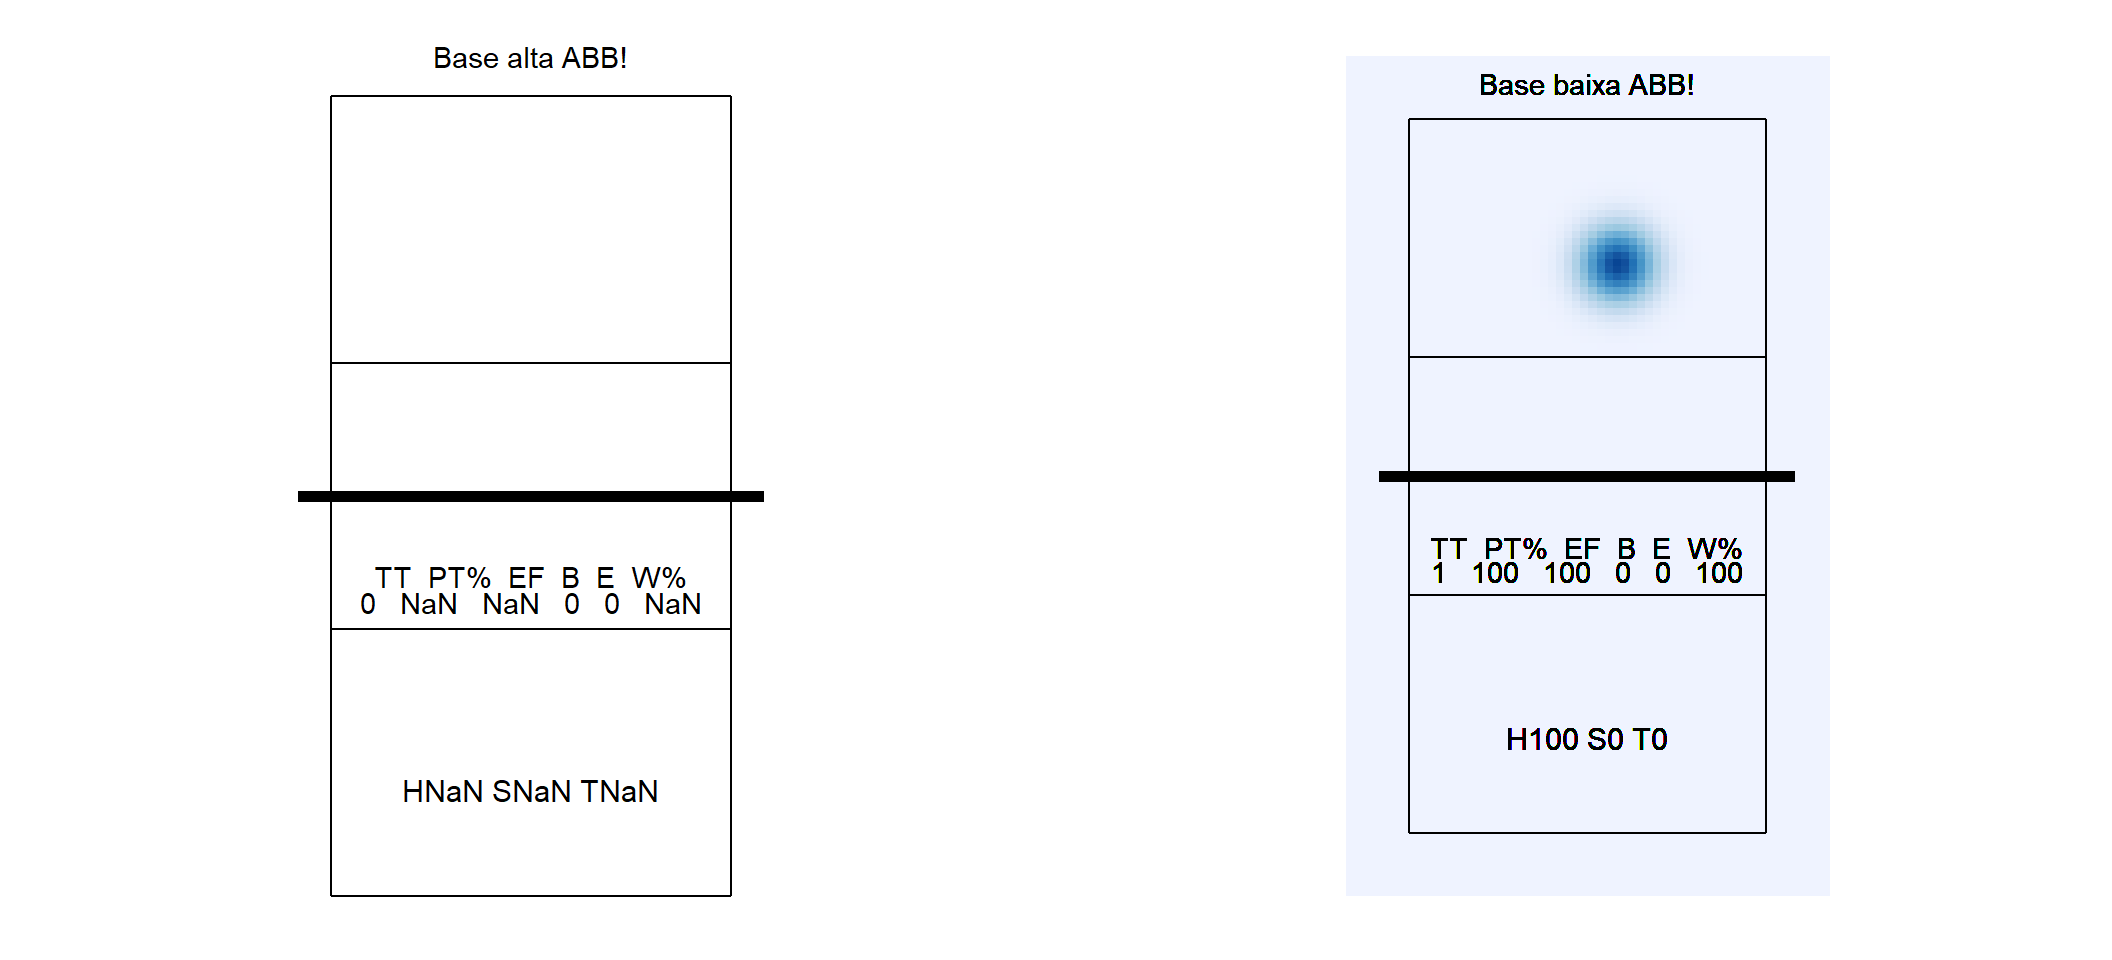 Base alta ABB!
TT PT% EF B E W%
0 NaN NaN 0 0 NaN
HNaN SNaN TNaN
Base baixa ABB!
TT PT% EF B E W%
1 100 100 0 0 100
H100 S0 T0